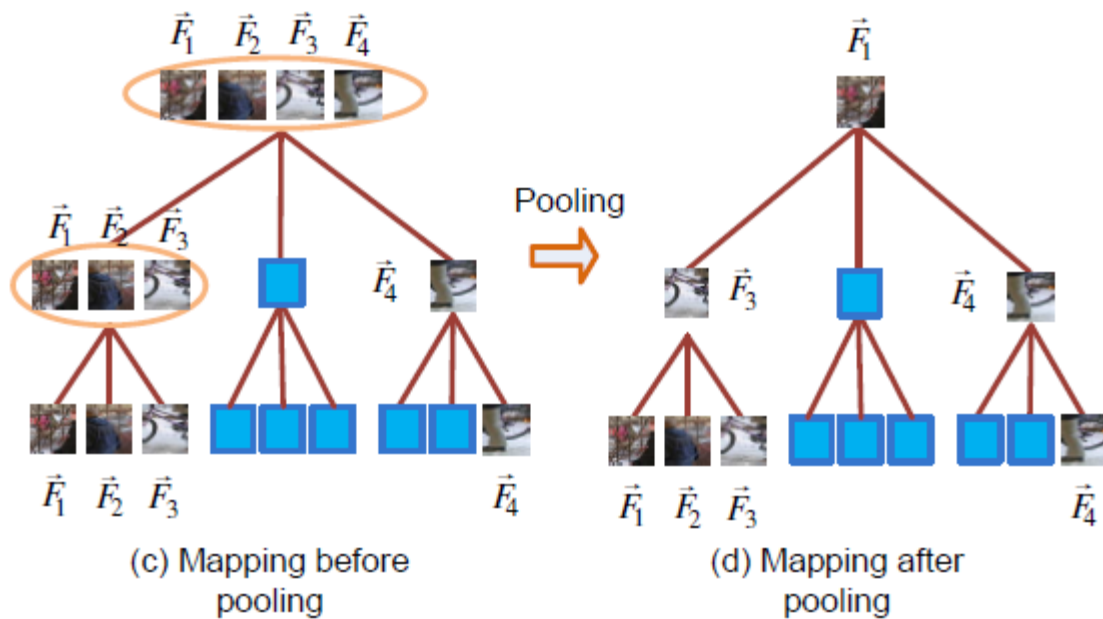 F⃗1 F⃗2 F⃗3 F⃗4
F⃗1
Pooling
F⃗1 F⃗2 F⃗3
F⃗4
F⃗3
F⃗4
F⃗1 F⃗2 F⃗3
F⃗4
F⃗1 F⃗2 F⃗3
F⃗4
(c) Mapping before
pooling
(d) Mapping after
pooling